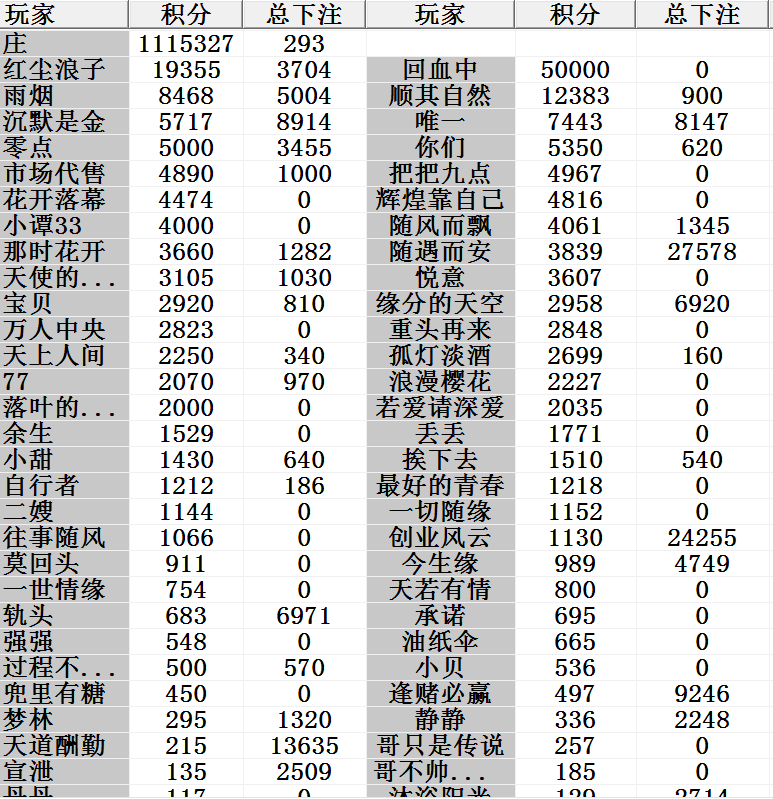 玩家 积分 总下注 玩家 积分 总下注
庄 1115327 293
红尘浪子 19355 3704 回血中 50000 0
雨烟 8468 5004 顺其自然 12383 900
沉默是金 5717 8914 唯一 7443 8147
零点 5000 3455 你们 5350 620
市场代售 4890 1000 把把九点 4967 0
花开落幕 4474 0 辉煌靠自己 4816 0
小谭33 4000 0 随风而飘 4061 1345
那时花开 3660 1282 随遇而安 3839 27578
天使的... 3105 1030 悦意 3607 0
宝贝 2920 810 缘分的天空 2958 6920
万人中央 2823 0 重头再来 2848 0
天上人间 2250 340 孤灯淡酒 2699 160
77 2070 970 浪漫樱花 2227 0
落叶的... 2000 0 若爱请深爱 2035 0
余生 1529 0 丢丢 1771 0
小甜 1430 640 挨下去 1510 540
自行者 1212 186 最好的青春 1218 0
二嫂 1144 0 一切随缘 1152 0
往事随风 1066 0 创业风云 1130 24255
莫回头 911 0 今生缘 989 4749
一世情缘 754 0 天若有情 800 0
轨头 683 6971 承诺 695 0
强强 548 0 油纸伞 665 0
过程不... 500 570 小贝 536 0
兜里有糖 450 0 逢赌必赢 497 9246
梦林 295 1320 静静 336 2248
天道酬勤 215 13635 哥只是传说 257 0
宣泄 135 2509 哥不帅... 185 0
丹丹 117 0 沐浴阳光 129 2714